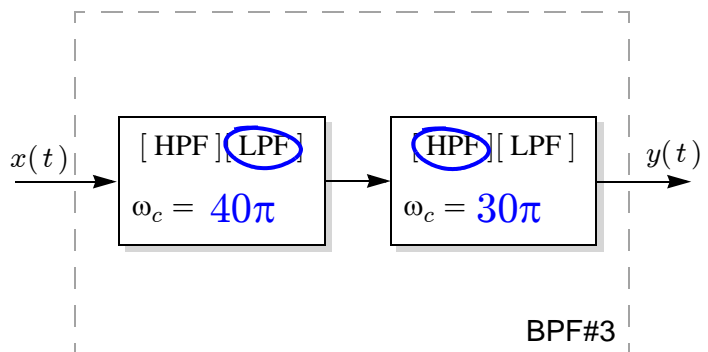 [ HPF ][ LPF ]
[ HPF ][ LPF ]
x(t)
y(t)
ω_c = 40π
ω_c = 30π
BPF#3